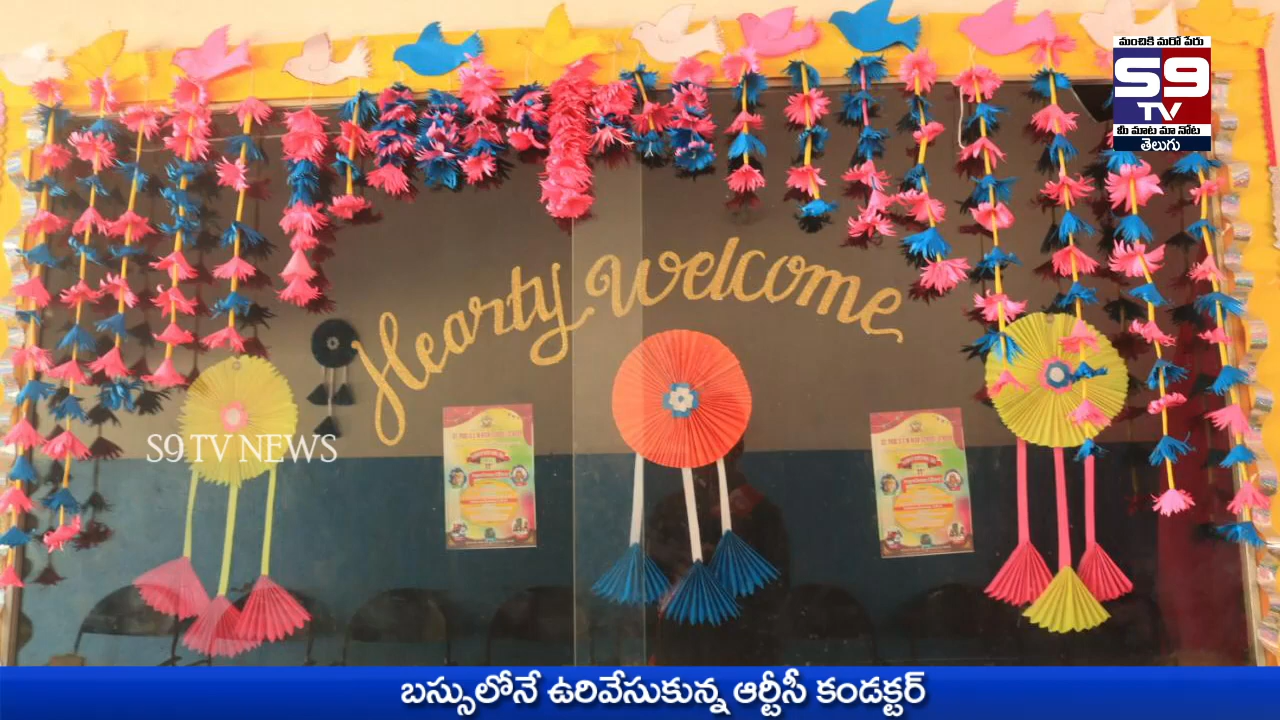 మంచికి మరో పేరు
S9
TV
మీ మాట మా నోట
తెలుగు
Hearty Welcome
S9 TV NEWS
బస్సులోనే ఉరివేసుకున్న ఆర్టీసీ కండక్టర్